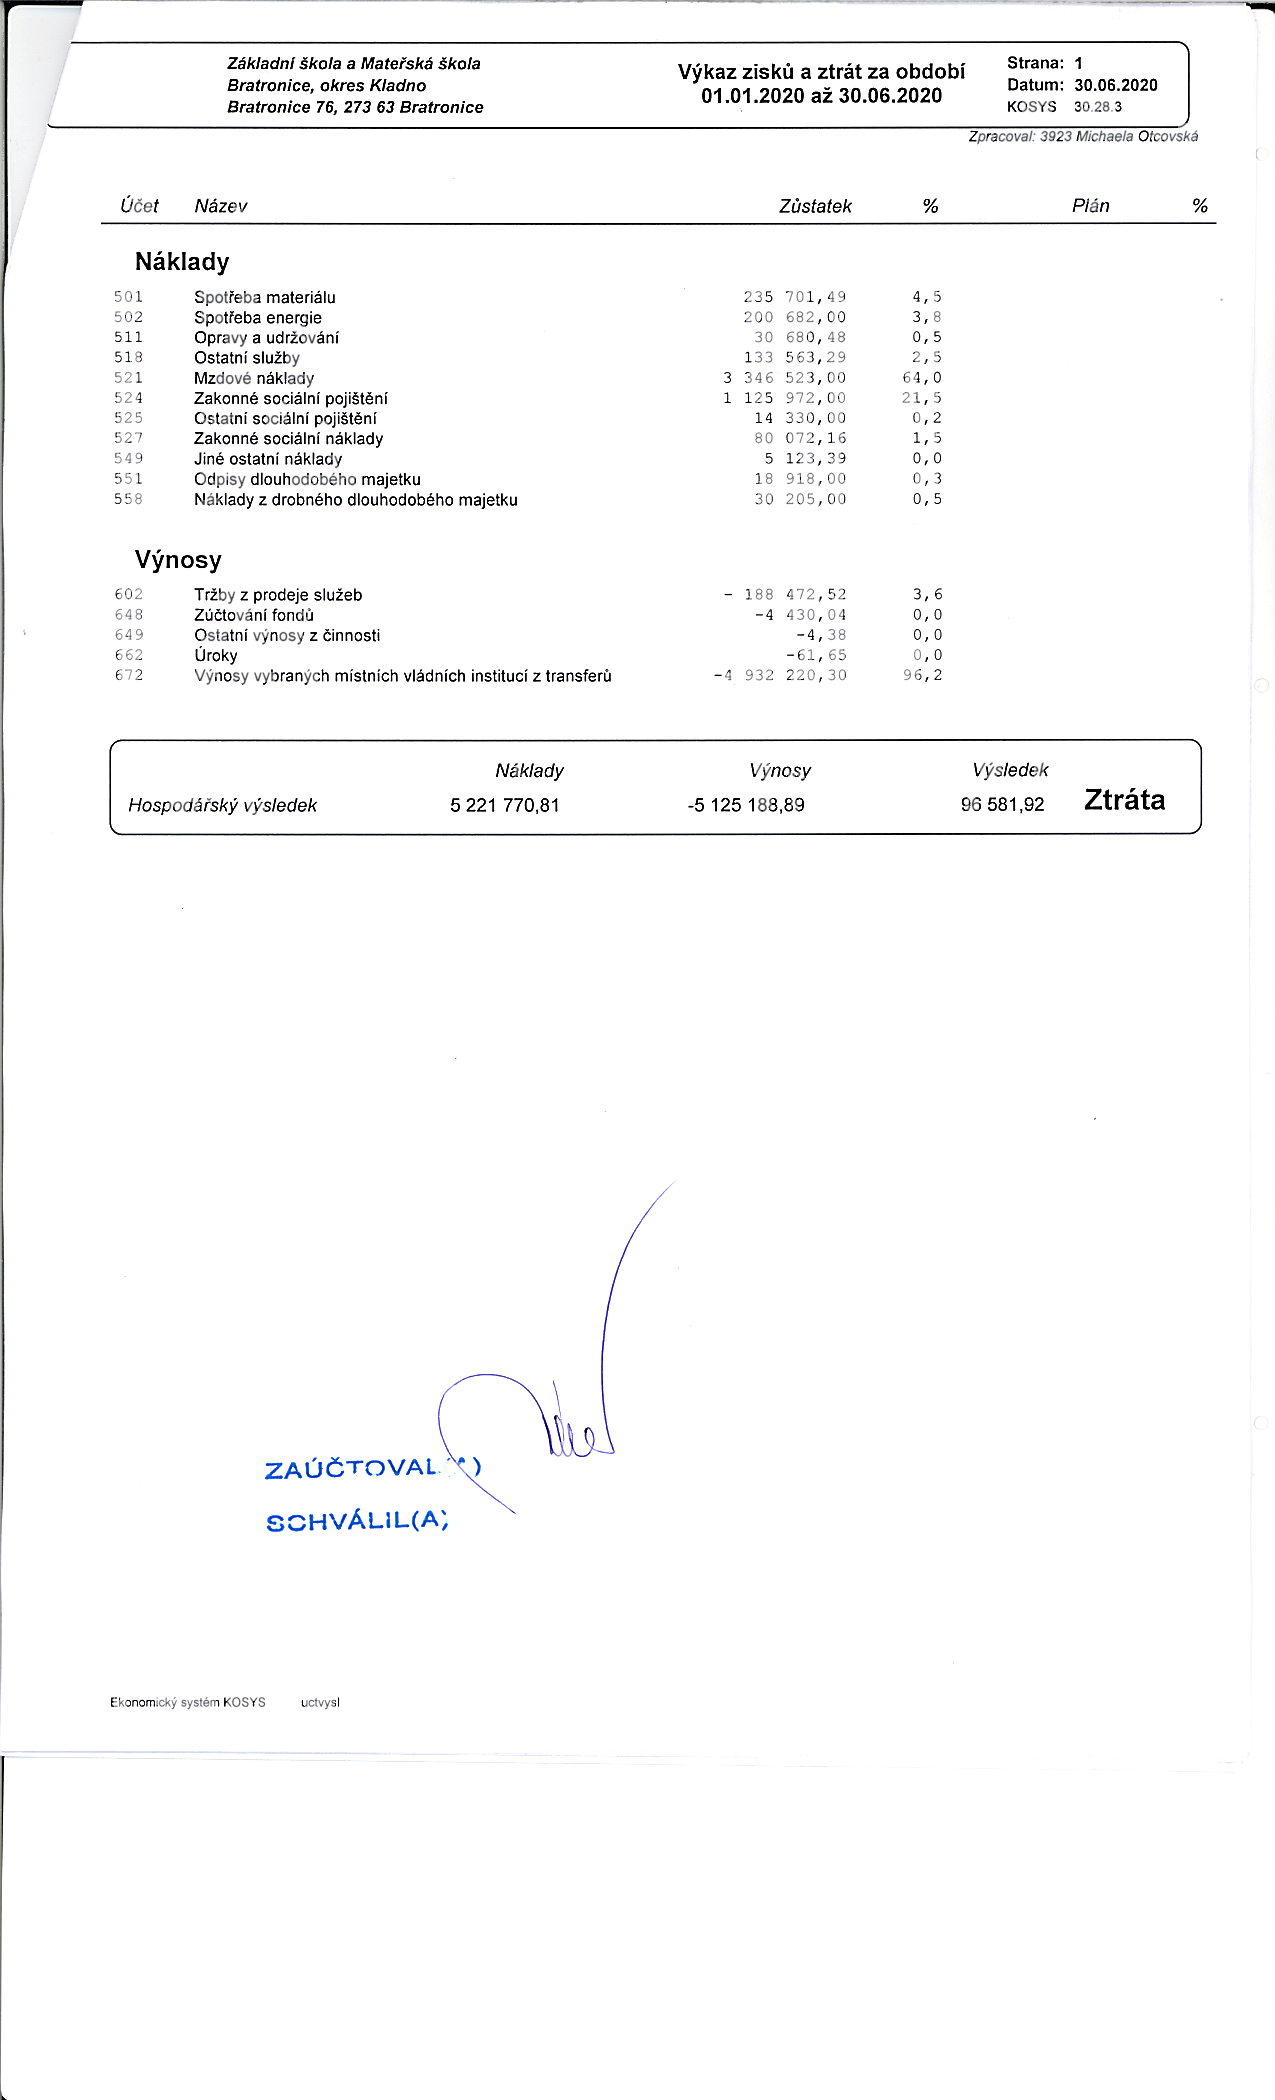 Základní škola a Mateřská škola
Bratronice, okres Kladno
Bratronice 76, 273 63 Bratronice
Výkaz zisků a ztrát za období
01.01.2020 až 30.06.2020
Strana: 1
Datum: 30.06.2020
KOSYS 30.28.3
Zpracoval: 3923 Michaela Otcovská
Účet Název Zůstatek % Plán %
Náklady
501 Spotřeba materiálu 235 701,49 4,5
502 Spotřeba energie 200 682,00 3,8
511 Opravy a udržování 30 680,48 0,5
518 Ostatní služby 133 563,29 2,5
521 Mzdové náklady 3 346 523,00 64,0
524 Zakonné sociální pojištění 1 125 972,00 21,5
525 Ostatní sociální pojištění 14 330,00 0,2
527 Zakonné sociální náklady 80 072,16 1,5
549 Jiné ostatní náklady 5 123,39 0,0
551 Odpisy dlouhodobého majetku 18 918,00 0,3
558 Náklady z drobného dlouhodobého majetku 30 205,00 0,5
Výnosy
602 Tržby z prodeje služeb - 188 472,52 3,6
648 Zúčtování fondů -4 430,04 0,0
649 Ostatní výnosy z činnosti -4,38 0,0
662 Úroky -61,65 0,0
672 Výnosy vybraných místních vládních institucí z transferů -4 932 220,30 96,2
Náklady Výnosy Výsledek
Hospodářský výsledek 5 221 770,81 -5 125 188,89 96 581,92 Ztráta
ZAÚČTOVAL
SCHVÁLIL(A)
Ekonomický systém KOSYS uctvysl